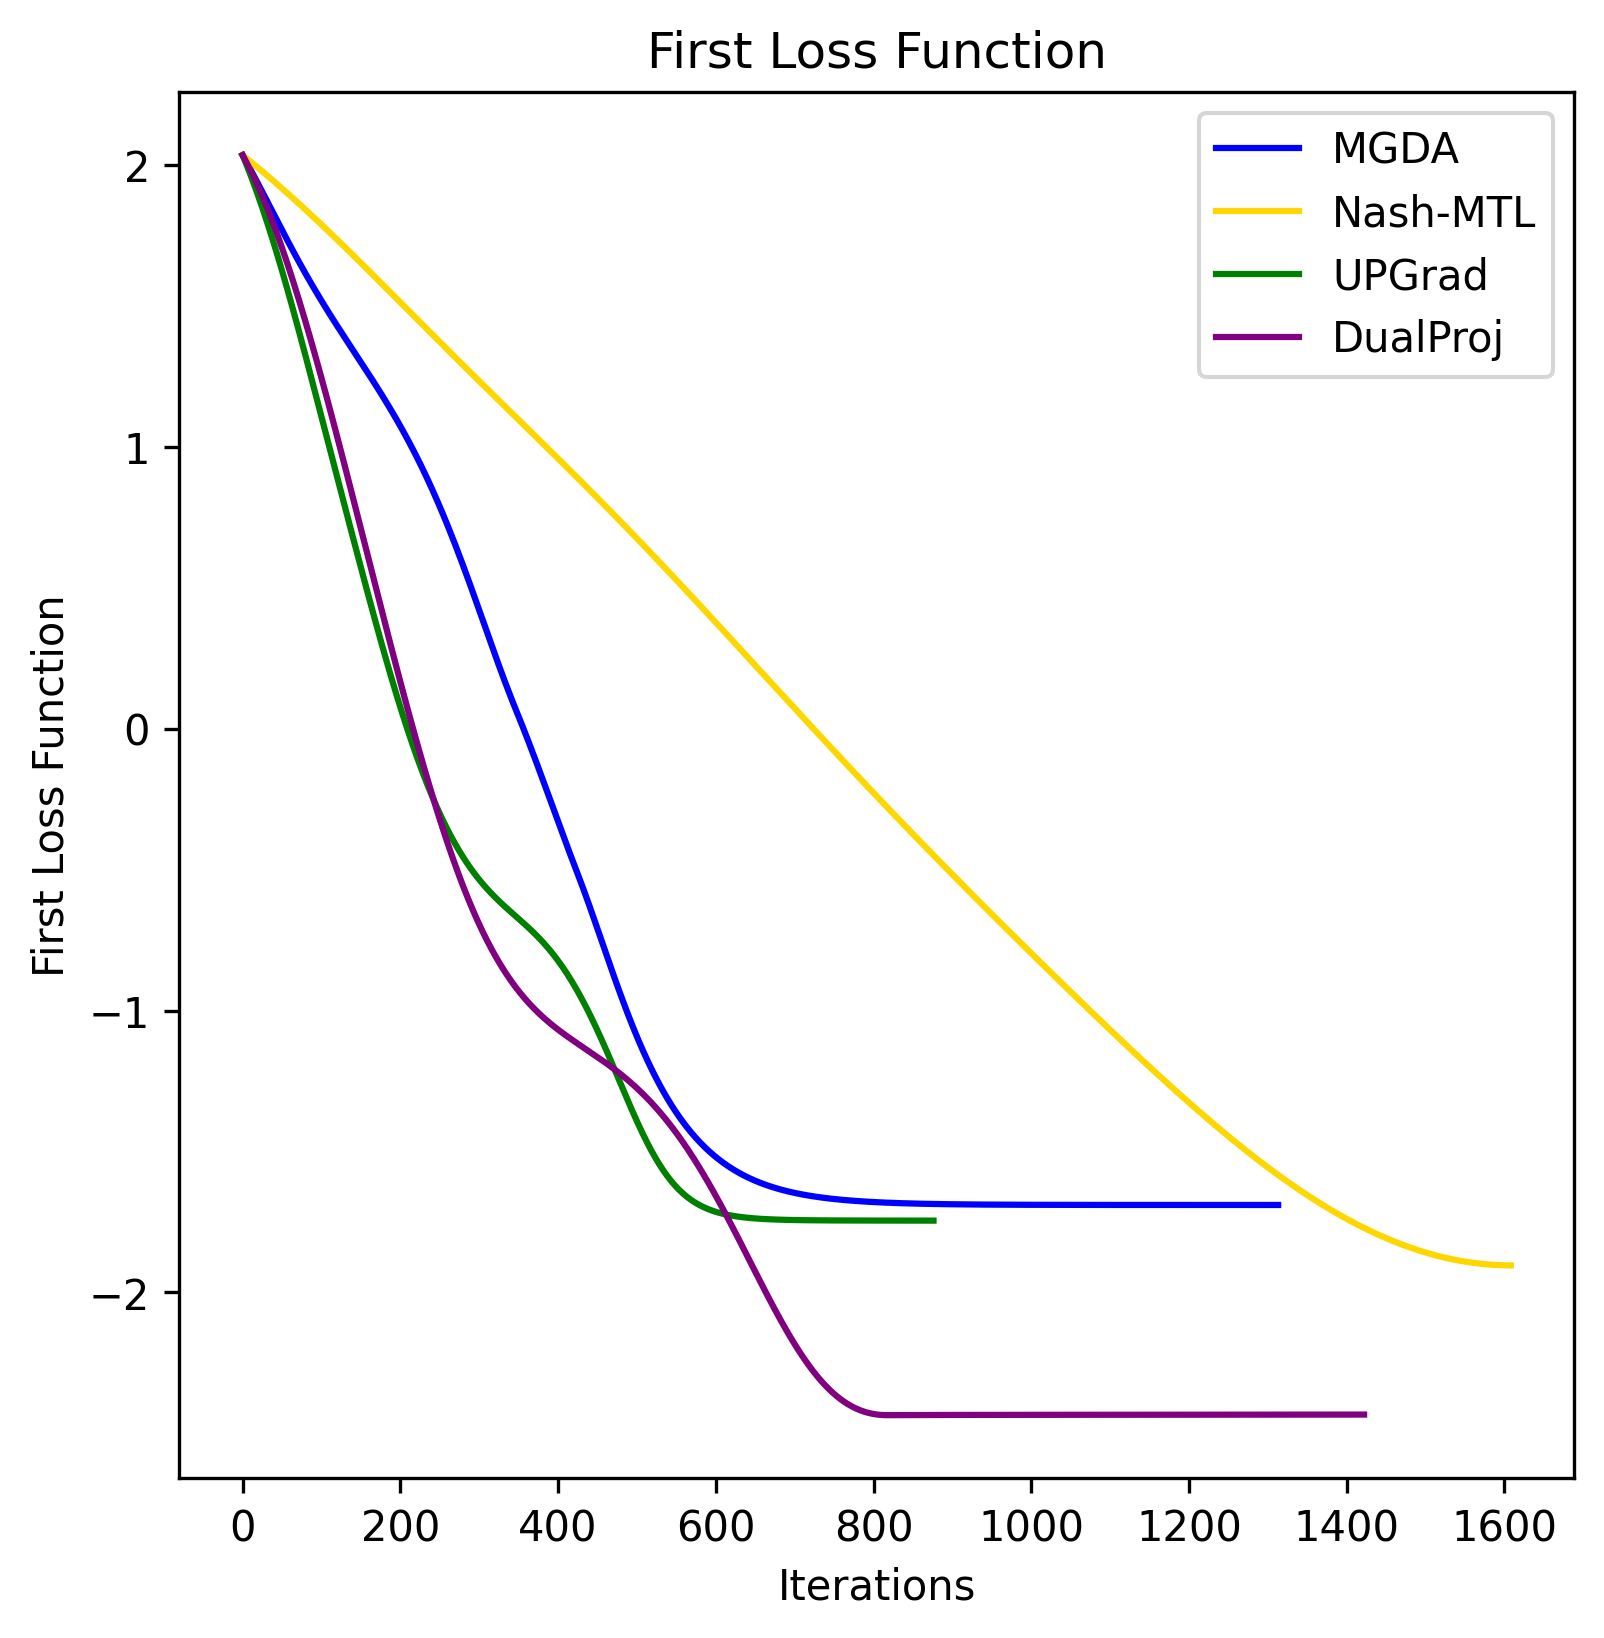 First Loss Function
MGDA
Nash-MTL
UPGrad
DualProj
First Loss Function
2
1
0
−1
−2
0 200 400 600 800 1000 1200 1400 1600
Iterations